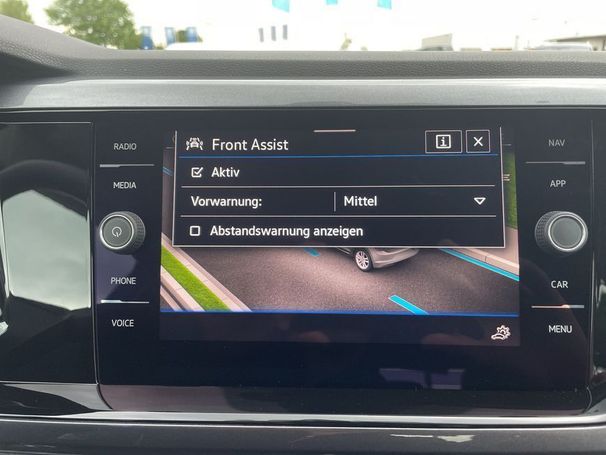 RADIO
MEDIA
PHONE
VOICE
Front Assist
Aktiv
Vorwarnung: Mittel
Abstandswarnung anzeigen
NAV
APP
CAR
MENU